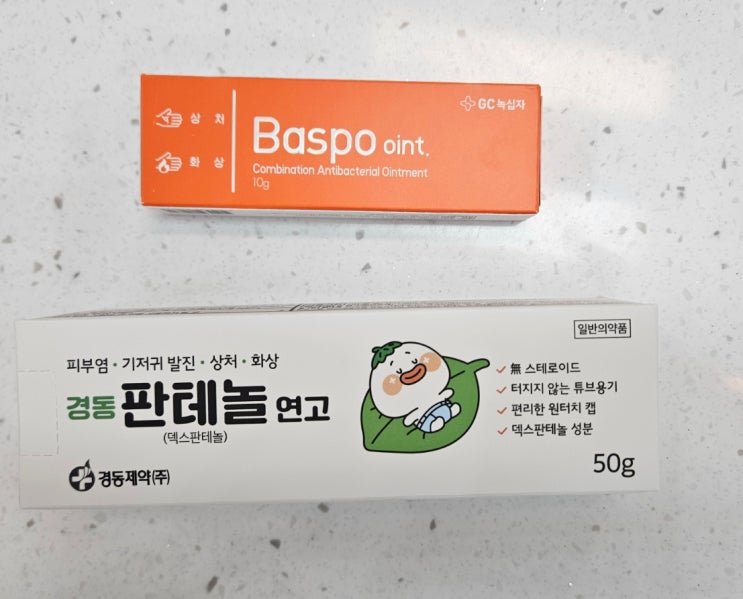 상 처
화 상
Baspo oint.
Combination Antibacterial Ointment
10g
GC 녹십자
일반의약품
피부염 · 기저귀 발진 · 상처 · 화상
경동 판테놀 연고
(덱스판테놀)
경동제약(주)
無 스테로이드
터지지 않는 튜브용기
편리한 원터치 캡
덱스판테놀 성분
50g